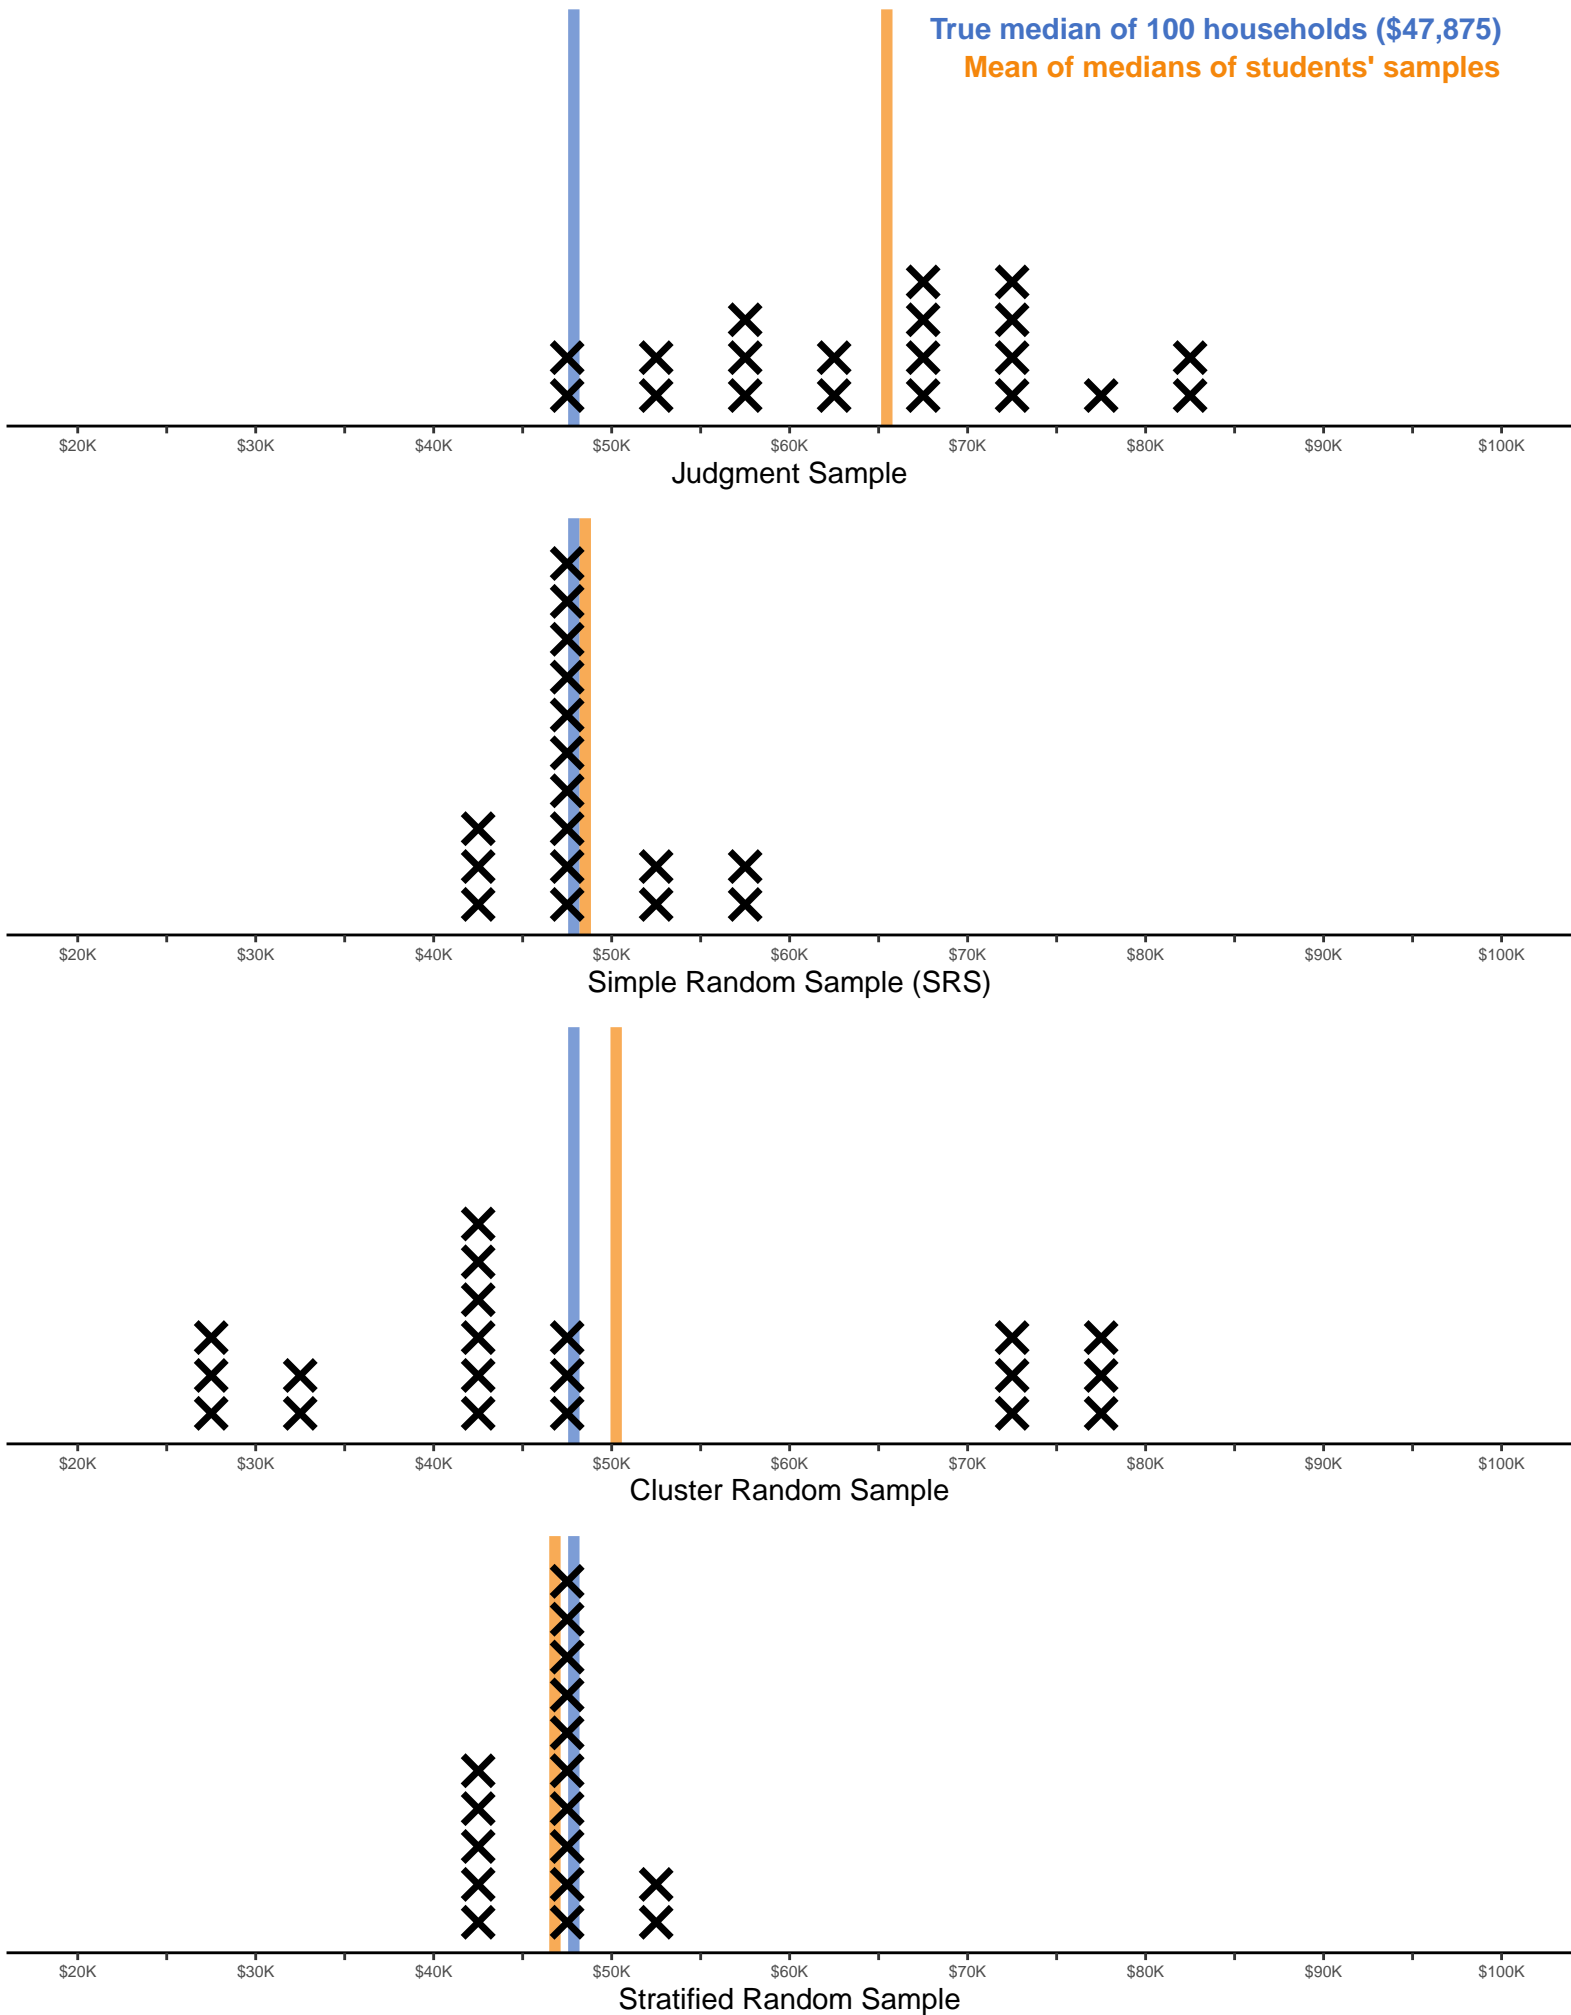 True median of 100 households ($47,875)
Mean of medians of students' samples
$20K $30K $40K $50K $60K $70K $80K $90K $100K
Judgment Sample
$20K $30K $40K $50K $60K $70K $80K $90K $100K
Simple Random Sample (SRS)
$20K $30K $40K $50K $60K $70K $80K $90K $100K
Cluster Random Sample
$20K $30K $40K $50K $60K $70K $80K $90K $100K
Stratified Random Sample